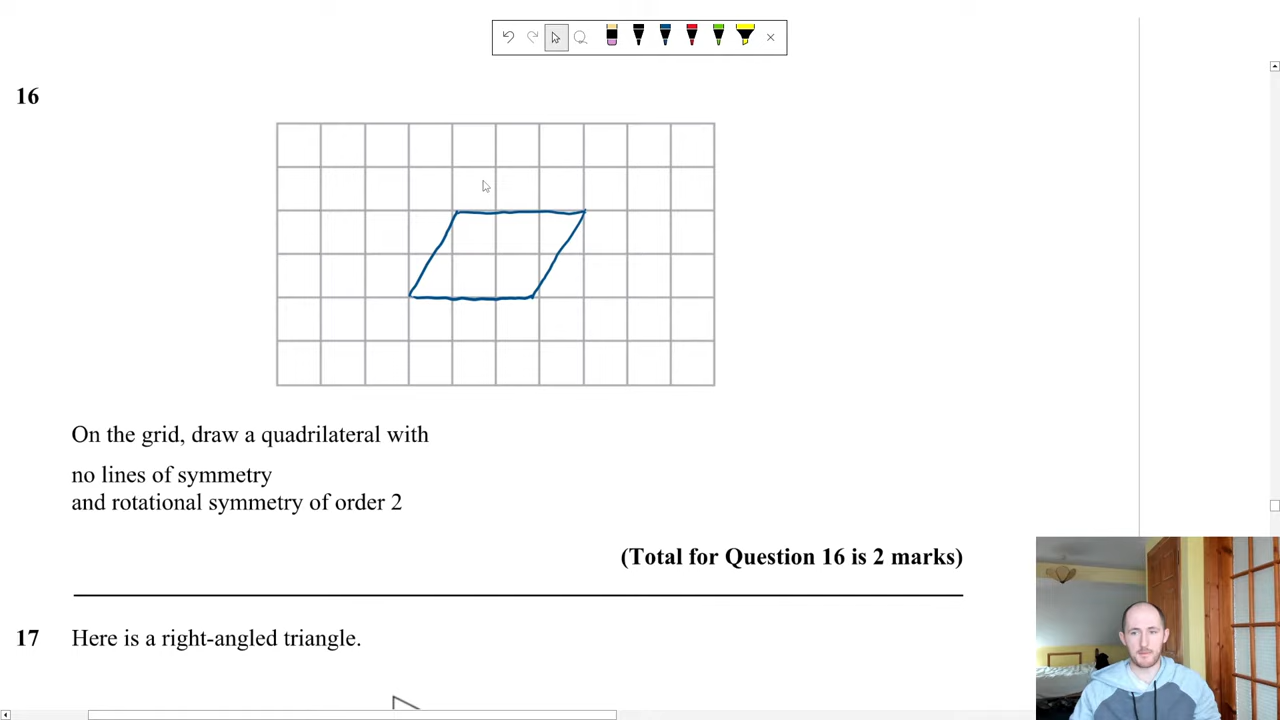 16
On the grid, draw a quadrilateral with
no lines of symmetry
and rotational symmetry of order 2
(Total for Question 16 is 2 marks)
17 Here is a right-angled triangle.